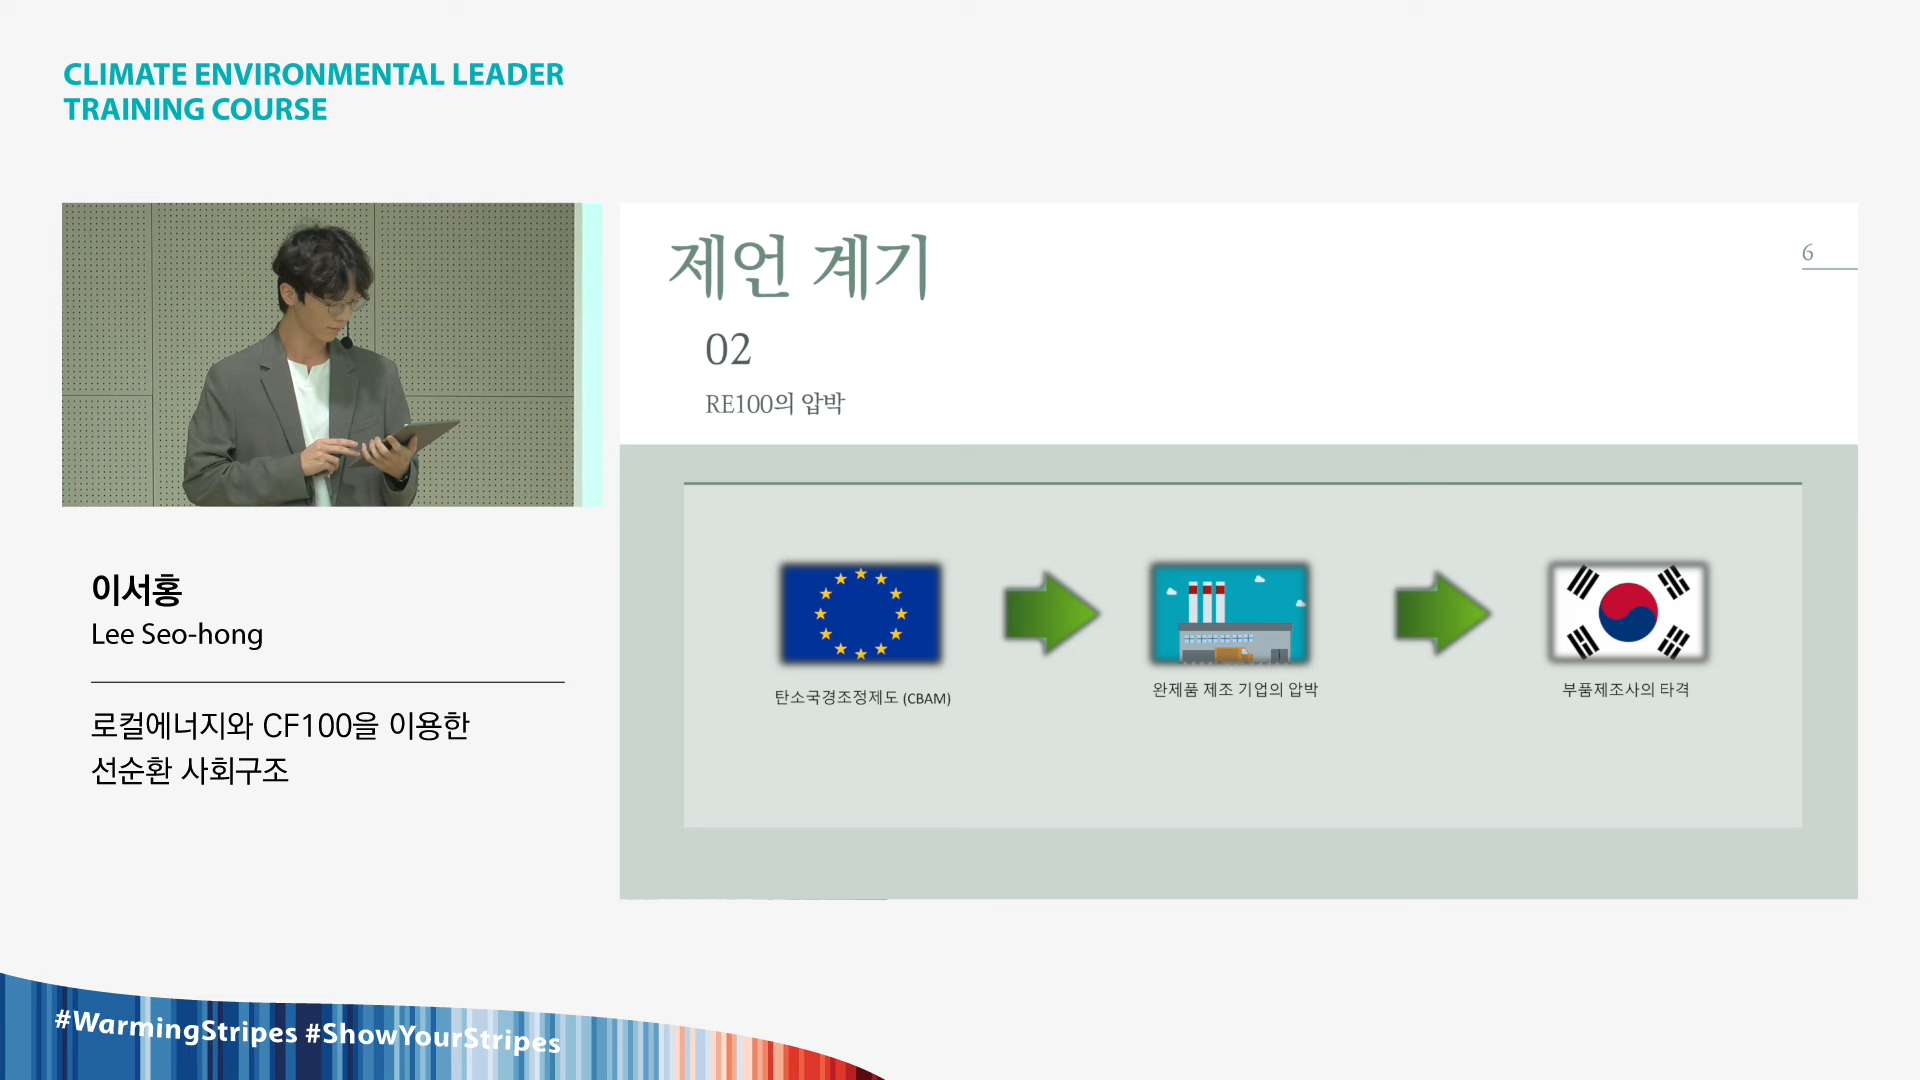 CLIMATE ENVIRONMENTAL LEADER
TRAINING COURSE
이서홍
Lee Seo-hong
로컬에너지와 CF100을 이용한
선순환 사회구조
제언 계기
6
02
RE100의 압박
탄소국경조정제도 (CBAM)
완제품 제조 기업의 압박
부품제조사의 타격
#WarmingStripes #ShowYourStripes